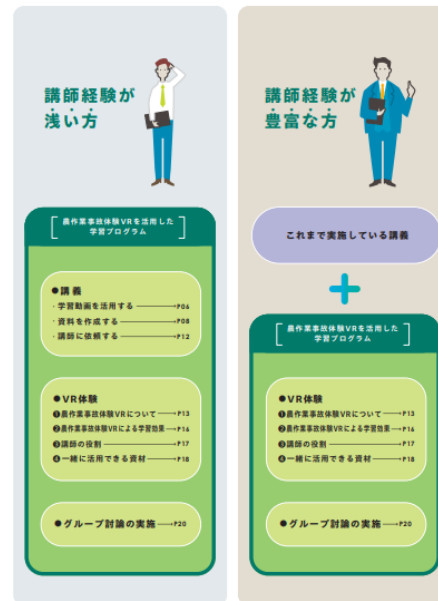 講師経験が
浅い方
［農作業事故体験VRを活用した
学習プログラム］
●講義
・学習動画を活用する→P06
・資料を作成する→P08
・講師に依頼する→P12
●VR体験
❶農作業事故体験VRについて→P13
❷農作業事故体験VRによる学習効果→P16
❸講師の役割→P17
❹一緒に活用できる資材→P18
●グループ討論の実施→P20
講師経験が
豊富な方
これまで実施している講義
+
［農作業事故体験VRを活用した
学習プログラム］
●VR体験
❶農作業事故体験VRについて→P13
❷農作業事故体験VRによる学習効果→P16
❸講師の役割→P17
❹一緒に活用できる資材→P18
●グループ討論の実施→P20